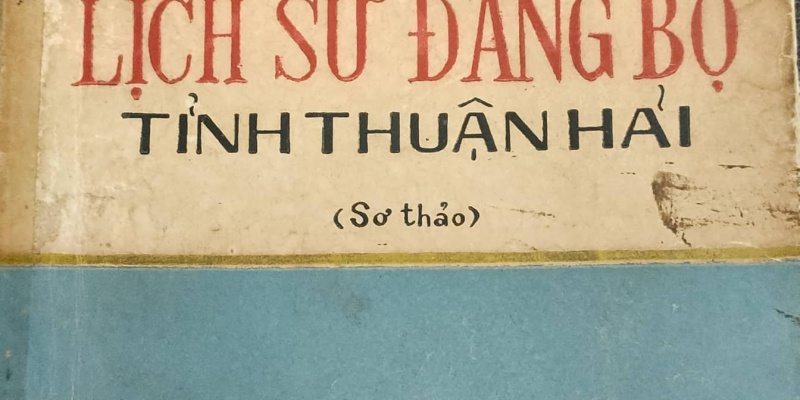 LỊCH SỬ ĐẢNG BỘ
TỈNH THUẬN HẢI
(Sơ thảo)